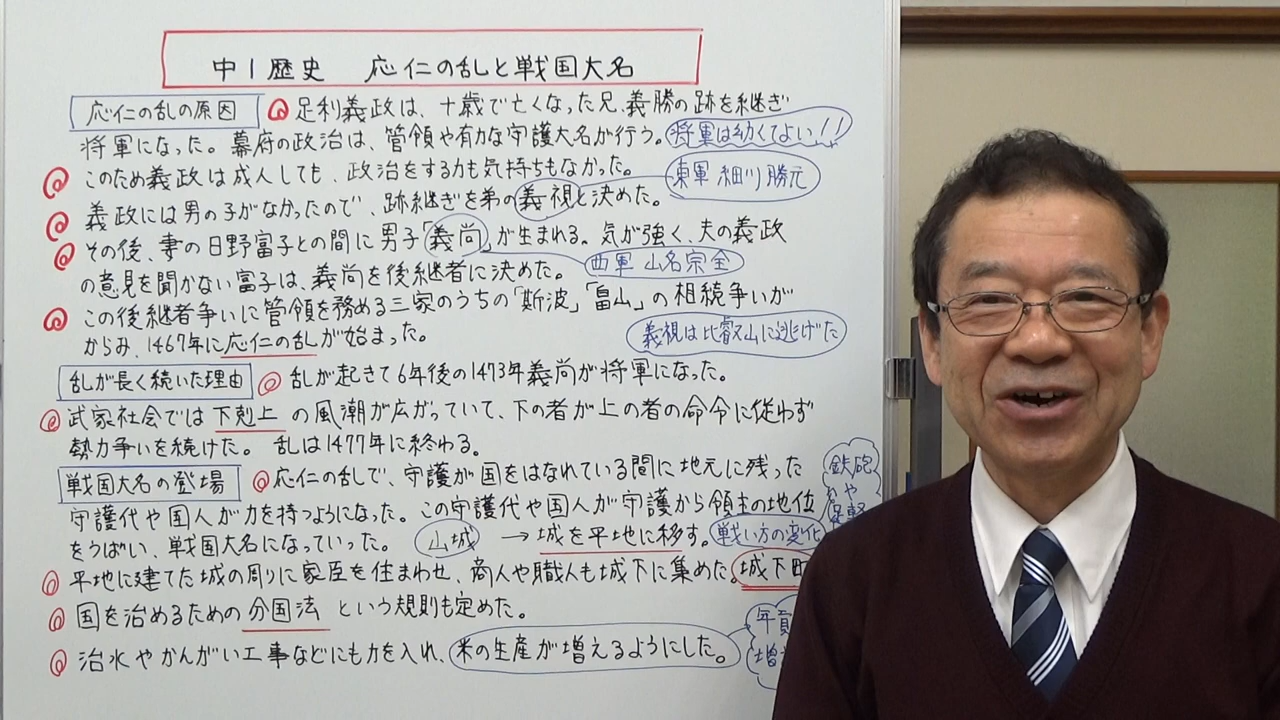 中1歴史 応仁の乱と戦国大名
応仁の乱の原因 @足利義政は、十歳で亡くなった兄、義勝の跡を継ぎ
将軍になった。幕府の政治は、管領や有力な守護大名が行う。 将軍は幼くてよい!!
@このため義政は成人しても、政治をする力も気持ちもなかった。 東軍 細川勝元
@義政には男の子がなかったので、跡継ぎを弟の義視と決めた。
@その後、妻の日野富子との間に男子「義尚」が生まれる。気が強く、夫の義政
の意見を聞かない富子は、義尚を後継者に決めた。 西軍 山名宗全
@この後継者争いに管領を務める三家のうちの「斯波」「畠山」の相続争いが
からみ、1467年に応仁の乱が始まった。 義視は比叡山に逃げた
乱が長く続いた理由 @乱が起きて6年後の1473年義尚が将軍になった。
@武家社会では下剋上の風潮が広がっていて、下の者が上の者の命令に従わず
勢力争いを続けた。 乱は1477年に終わる。
戦国大名の登場 @応仁の乱で、守護が国をはなれている間に地元に残った
鉄砲
や
足軽
守護代や国人が力を持つようになった。この守護代や国人が守護から領主の地位
をうばい、戦国大名になっていった。 山城 →城を平地に移す。 戦い方の変化
@平地に建てた城の周りに家臣を住まわせ、商人や職人も城下に集めた。城下町
@国を治めるための分国法という規則も定めた。
年貢
増
@治水やかんがい工事などにも力を入れ、米の生産が増えるようにした。